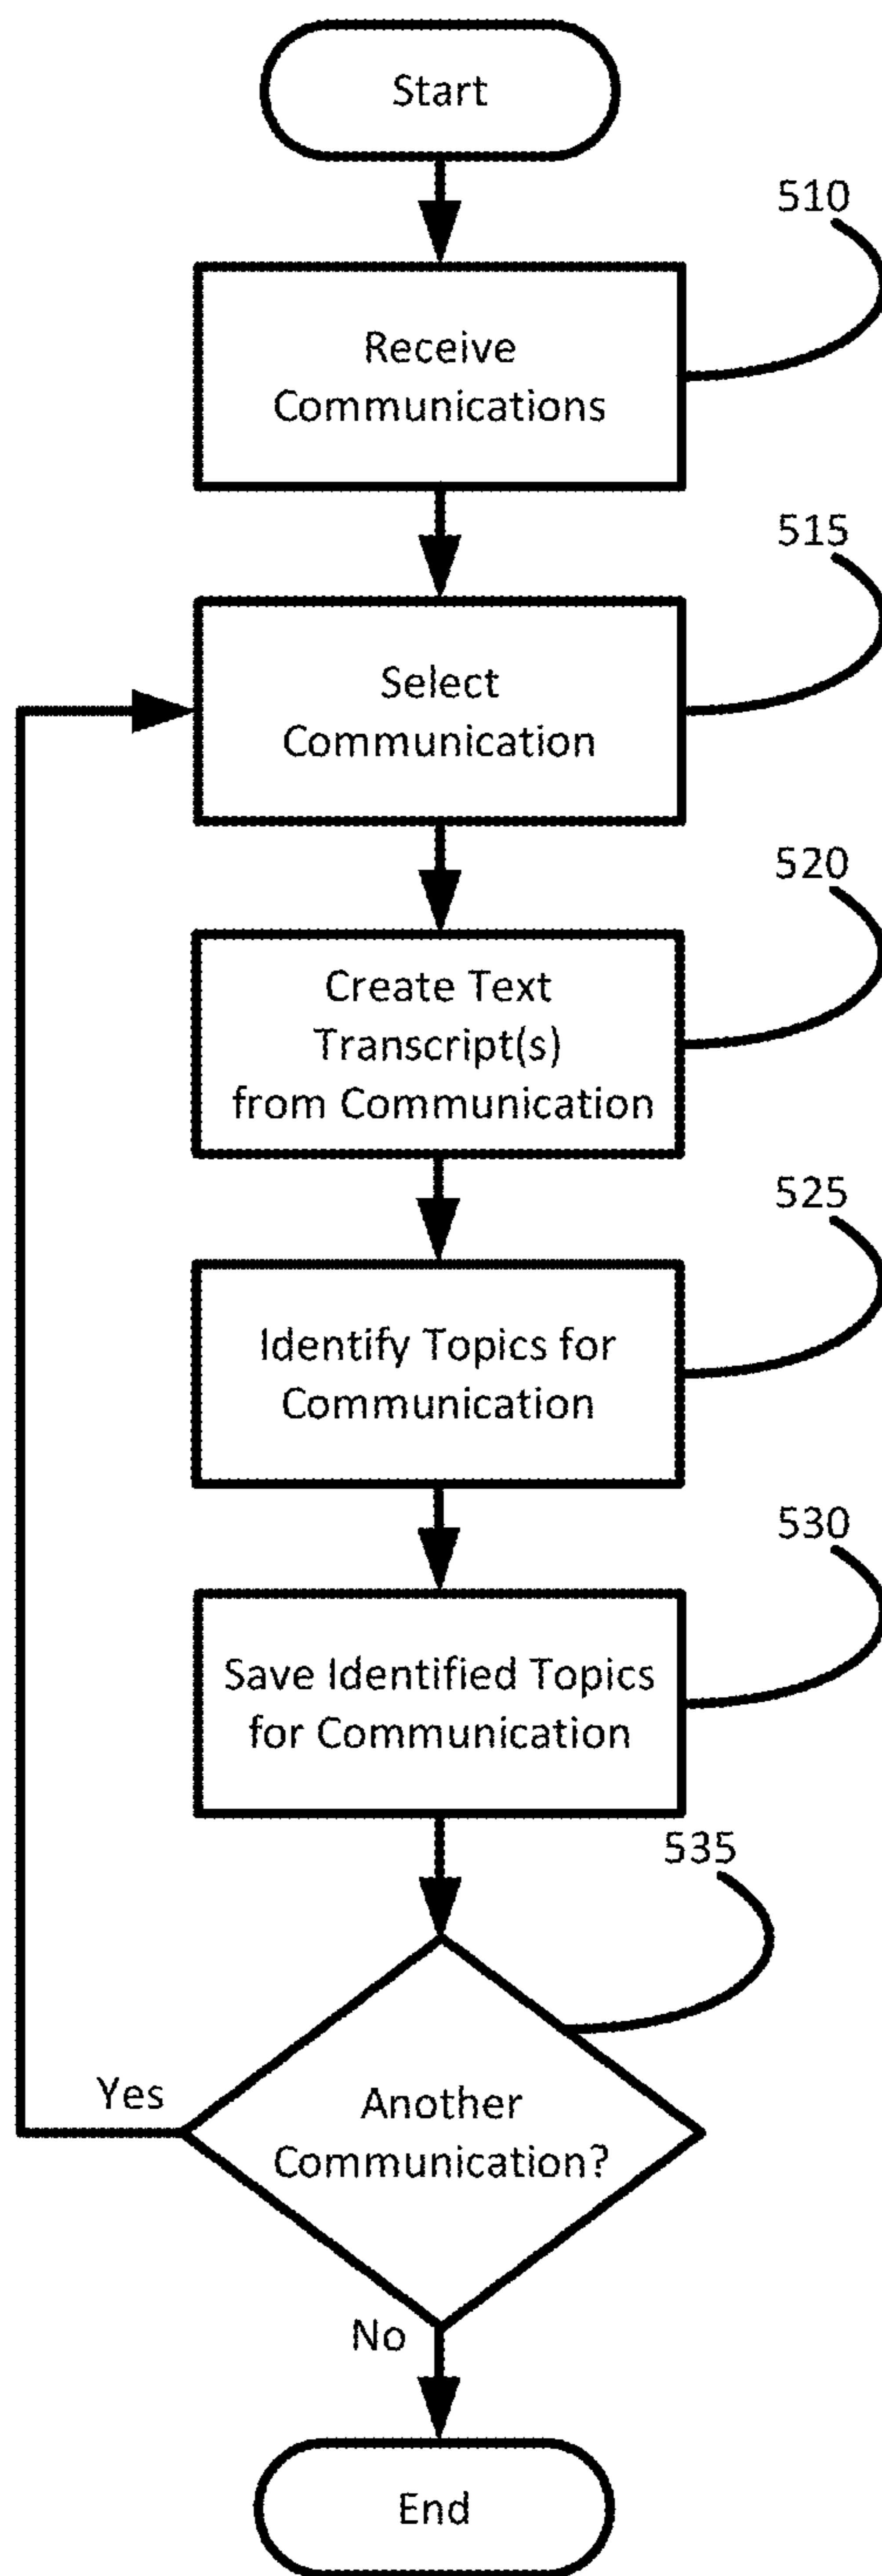 Start
510
Receive
Communications
515
Select
Communication
520
Create Text
Transcript(s)
from Communication
525
Identify Topics for
Communication
530
Save Identified Topics
for Communication
535
Yes
Another
Communication?
No
End